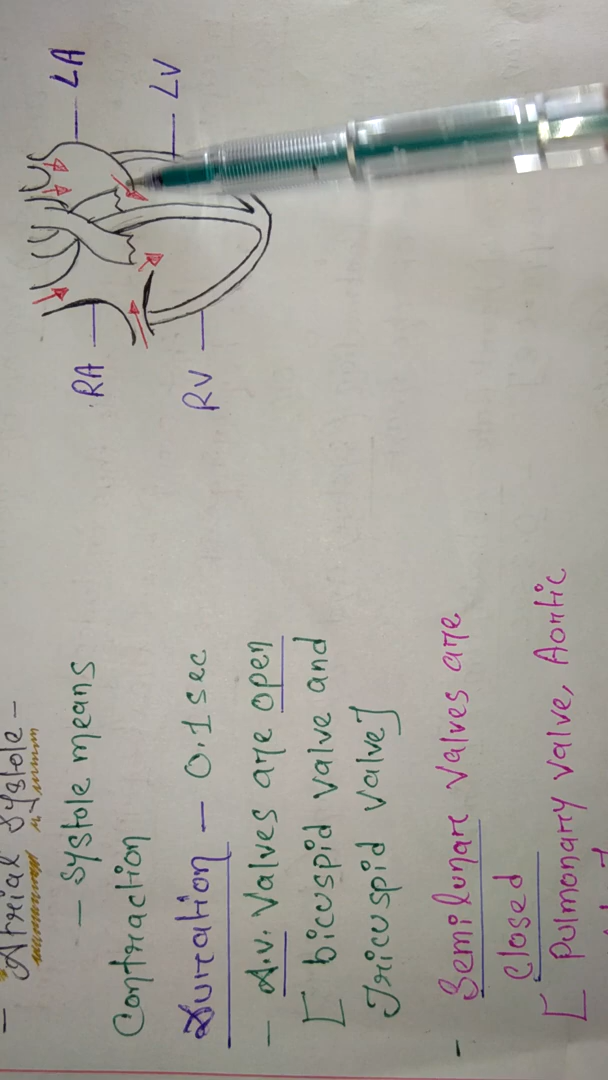 - Atrial Systole -
- systole means
Contraction
Duration - 0.1 sec
- A.V. Valves are open
[ bicuspid valve and
Tricuspid valve]
- Semilunar Valves are
closed
[ Pulmonary valve, Aortic
RA
LA
RV
LV